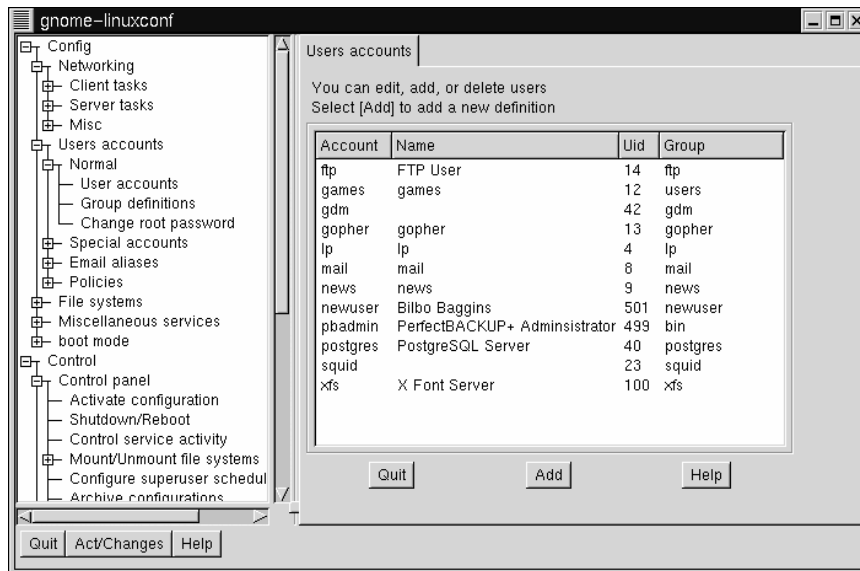 gnome-linuxconf
Config
Networking
Client tasks
Server tasks
Misc
Users accounts
Normal
User accounts
Group definitions
Change root password
Special accounts
Email aliases
Policies
File systems
Miscellaneous services
boot mode
Control
Control panel
Activate configuration
Shutdown/Reboot
Control service activity
Mount/Unmount file systems
Configure superuser schedul
Archive configurations
Users accounts
You can edit, add, or delete users
Select [Add] to add a new definition
Account Name Uid Group
ftp FTP User 14 ftp
games games 12 users
gdm 42 gdm
gopher gopher 13 gopher
lp lp 4 lp
mail mail 8 mail
news news 9 news
newuser Bilbo Baggins 501 newuser
pbadmin PerfectBACKUP+ Adminsistrator 499 bin
postgres PostgreSQL Server 40 postgres
squid 23 squid
xfs X Font Server 100 xfs
Quit Add Help
Quit Act/Changes Help